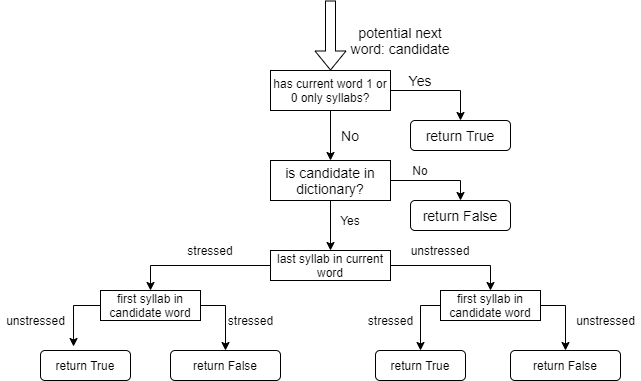 potential next
word: candidate
has current word 1 or
0 only syllabs?
Yes
return True
No
is candidate in
dictionary?
No
return False
Yes
last syllab in current
word
stressed
unstressed
first syllab in
candidate word
first syllab in
candidate word
unstressed
stressed
stressed
unstressed
return True
return False
return True
return False